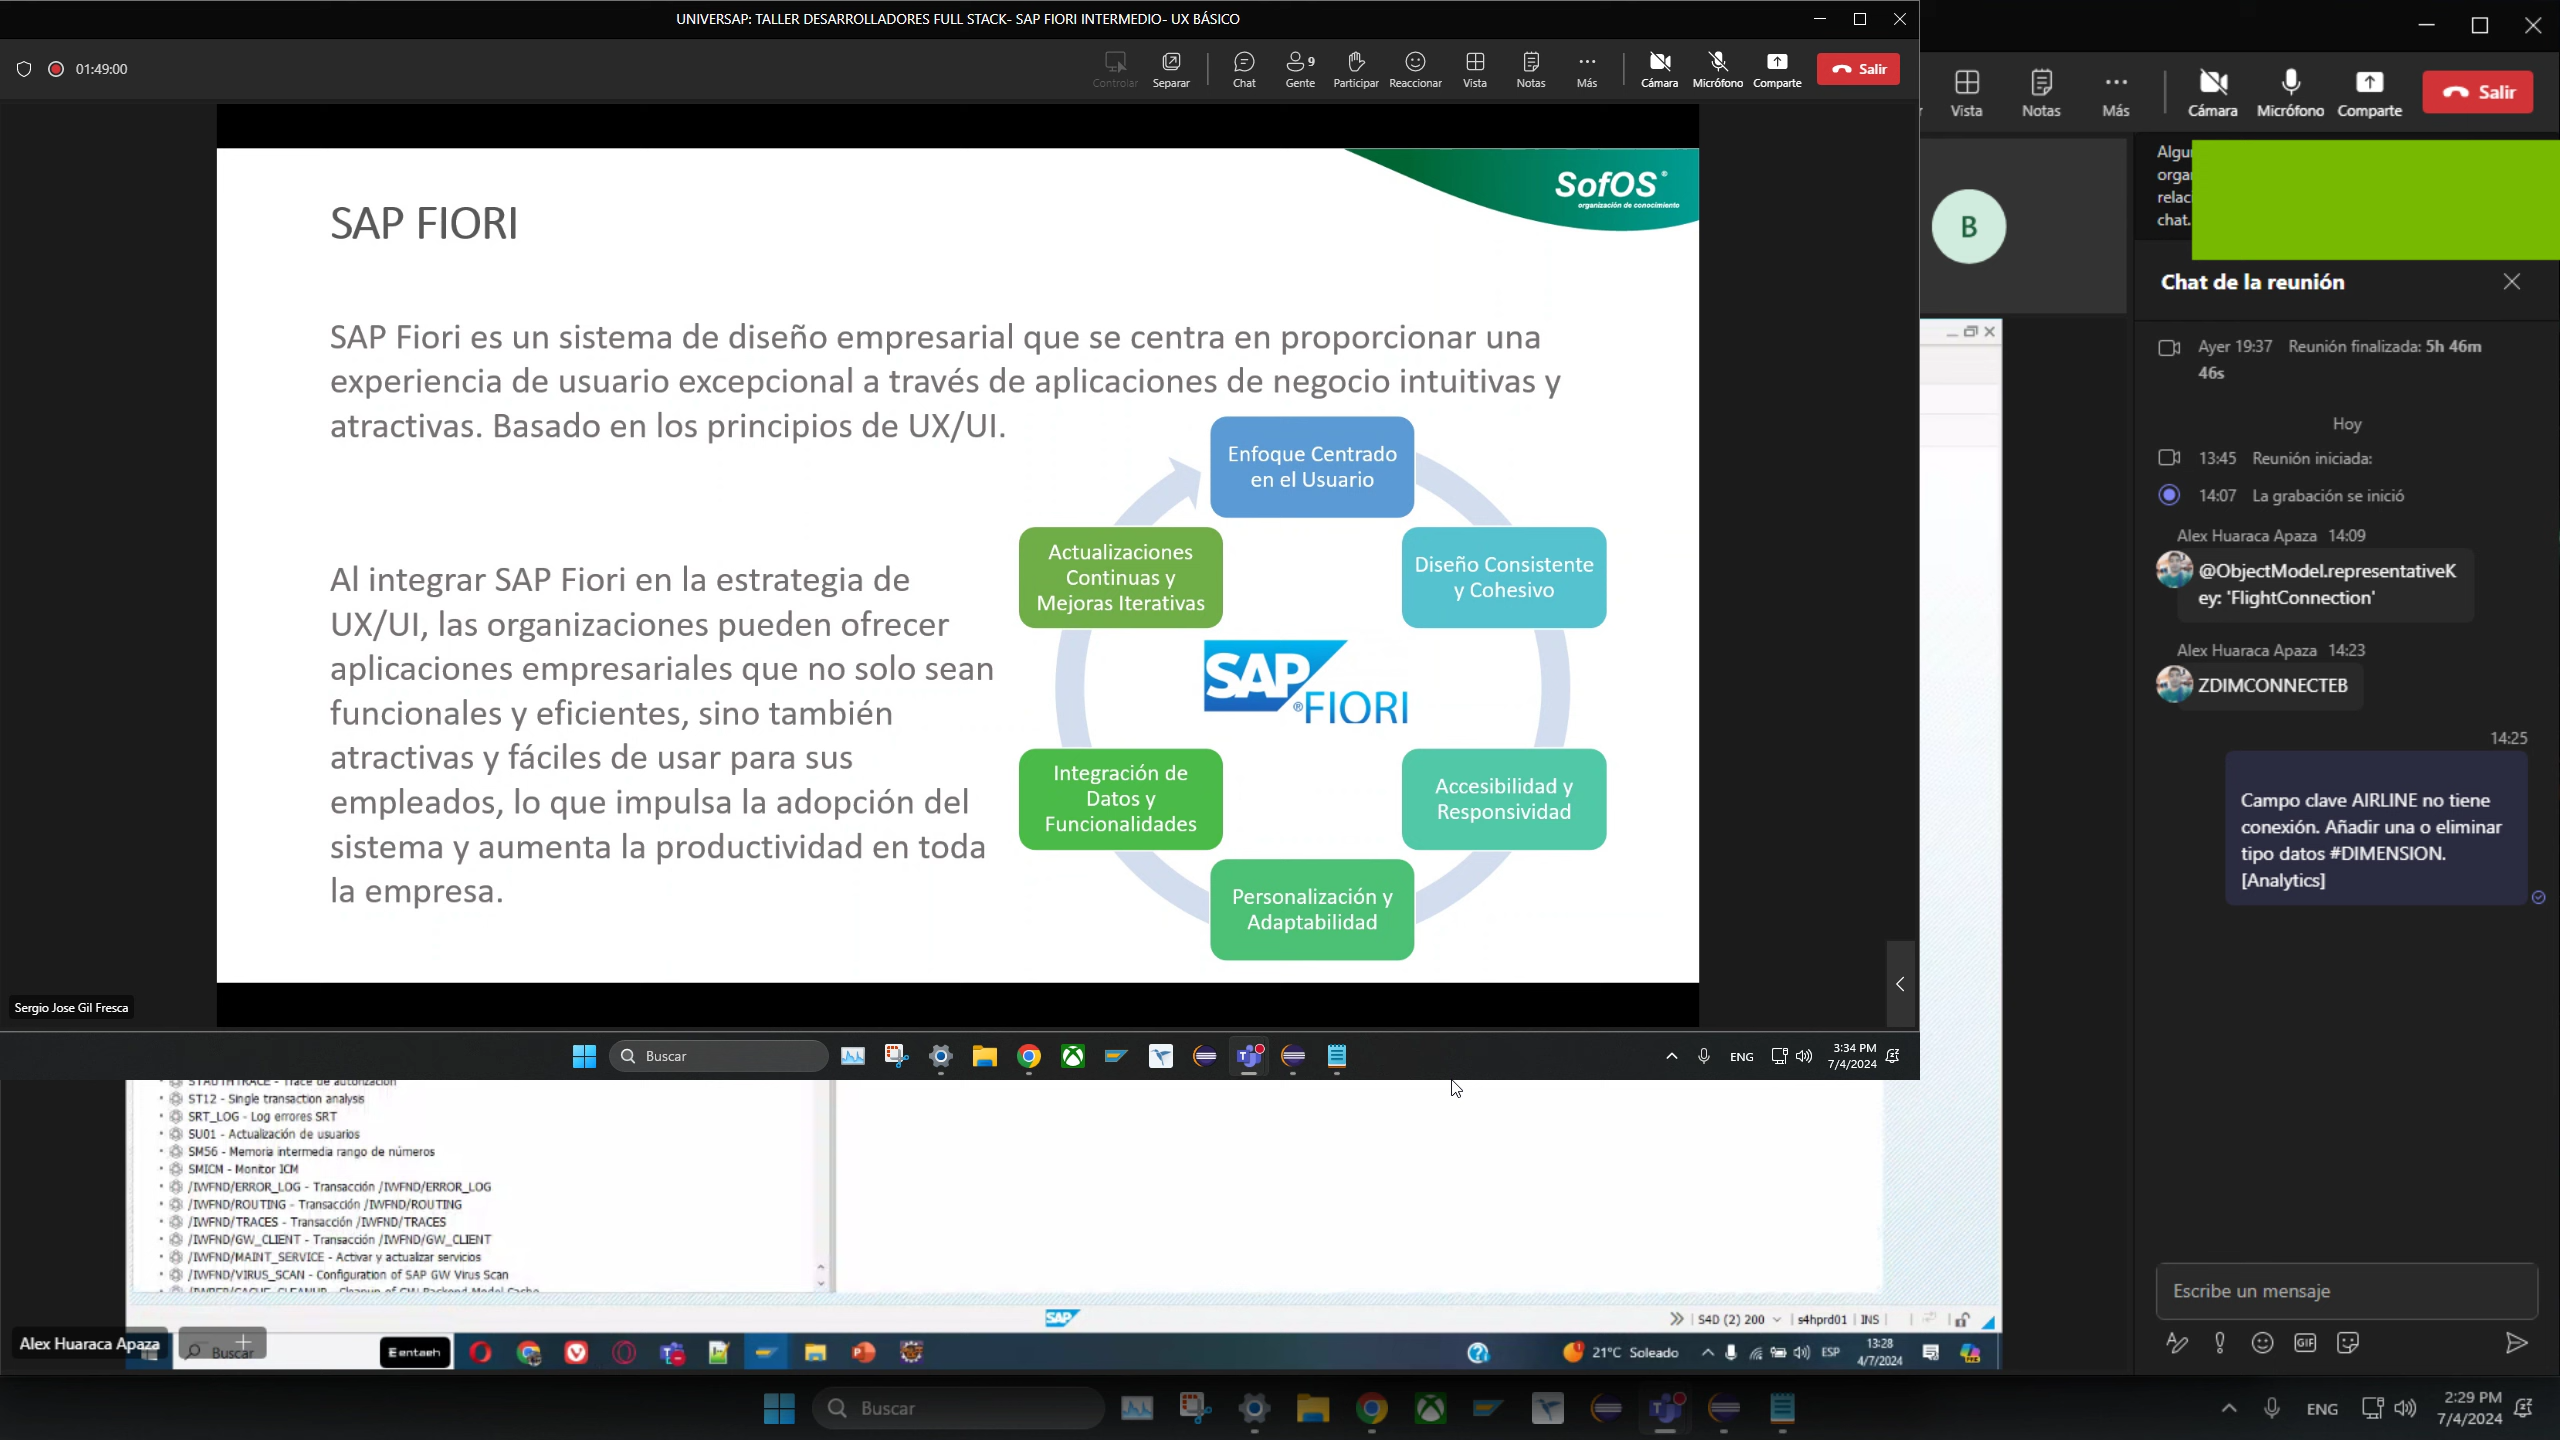 UNIVERSAP: TALLER DESARROLLADORES FULL STACK- SAP FIORI INTERMEDIO- UX BÁSICO
01:49:00
Controlar
Separar
Chat
Gente
9
Participar
Reaccionar
Vista
Notas
Más
Cámara
Micrófono
Comparte
Salir
SofOS®
organización de conocimiento
SAP FIORI
SAP Fiori es un sistema de diseño empresarial que se centra en proporcionar una
experiencia de usuario excepcional a través de aplicaciones de negocio intuitivas y
atractivas. Basado en los principios de UX/UI.
Al integrar SAP Fiori en la estrategia de
UX/UI, las organizaciones pueden ofrecer
aplicaciones empresariales que no solo sean
funcionales y eficientes, sino también
atractivas y fáciles de usar para sus
empleados, lo que impulsa la adopción del
sistema y aumenta la productividad en toda
la empresa.
Enfoque Centrado
en el Usuario
Diseño Consistente
y Cohesivo
Accesibilidad y
Responsividad
Personalización y
Adaptabilidad
Integración de
Datos y
Funcionalidades
Actualizaciones
Continuas y
Mejoras Iterativas
SAP
®FIORI
Sergio Jose Gil Fresca
Buscar
ENG
3:34 PM
7/4/2024
Vista
Notas
Más
Cámara
Micrófono
Comparte
Salir
B
chat.
Chat de la reunión
Ayer 19:37 Reunión finalizada: 5h 46m
46s
Hoy
13:45 Reunión iniciada:
14:07 La grabación se inició
Alex Huaraca Apaza 14:09
@ObjectModel.representativeK
ey: 'FlightConnection'
Alex Huaraca Apaza 14:23
ZDIMCONNECTEB
14:25
Campo clave AIRLINE no tiene
conexión. Añadir una o eliminar
tipo datos #DIMENSION.
[Analytics]
Escribe un mensaje
GIF
STAUTHTRACE - Trace de autorización
ST12 - Single transaction analysis
SRT_LOG - Log errores SRT
SU01 - Actualización de usuarios
SM56 - Memoria intermedia rango de números
SMICM - Monitor ICM
/IWFND/ERROR_LOG - Transacción /IWFND/ERROR_LOG
/IWFND/ROUTING - Transacción /IWFND/ROUTING
/IWFND/TRACES - Transacción /IWFND/TRACES
/IWFND/GW_CLIENT - Transacción /IWFND/GW_CLIENT
/IWFND/MAINT_SERVICE - Activar y actualizar servicios
/IWFND/VIRUS_SCAN - Configuration of SAP GW Virus Scan
SAP
S4D (2) 200
s4hprd01
INS
Alex Huaraca Apaza
Buscar
21°C Soleado
ESP
13:28
4/7/2024
Buscar
ENG
2:29 PM
7/4/2024